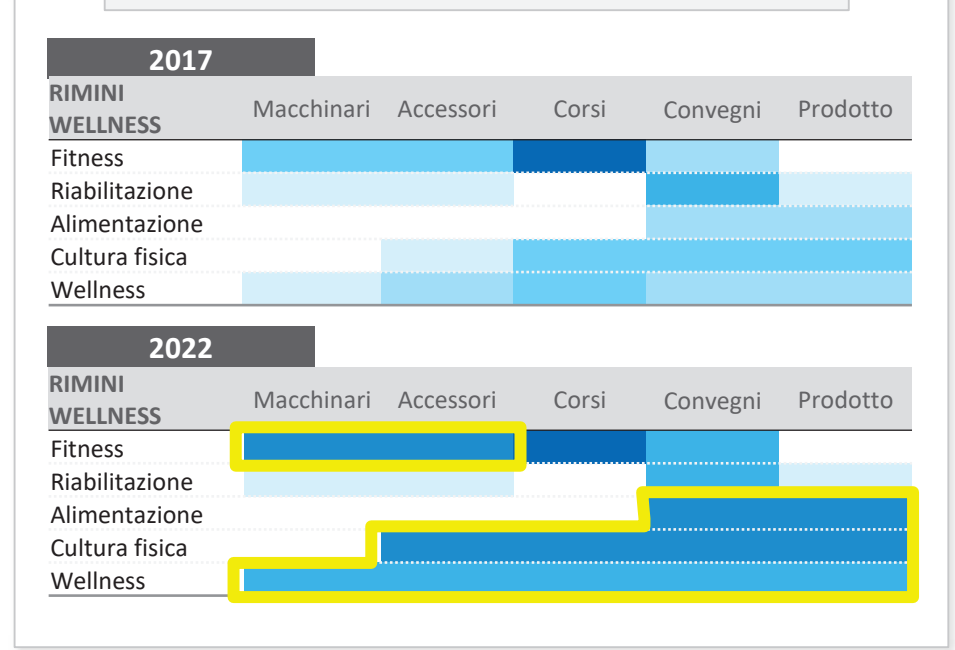 2017
RIMINI
WELLNESS
Macchinari Accessori Corsi Convegni Prodotto
Fitness
Riabilitazione
Alimentazione
Cultura fisica
Wellness
2022
RIMINI
WELLNESS
Macchinari Accessori Corsi Convegni Prodotto
Fitness
Riabilitazione
Alimentazione
Cultura fisica
Wellness